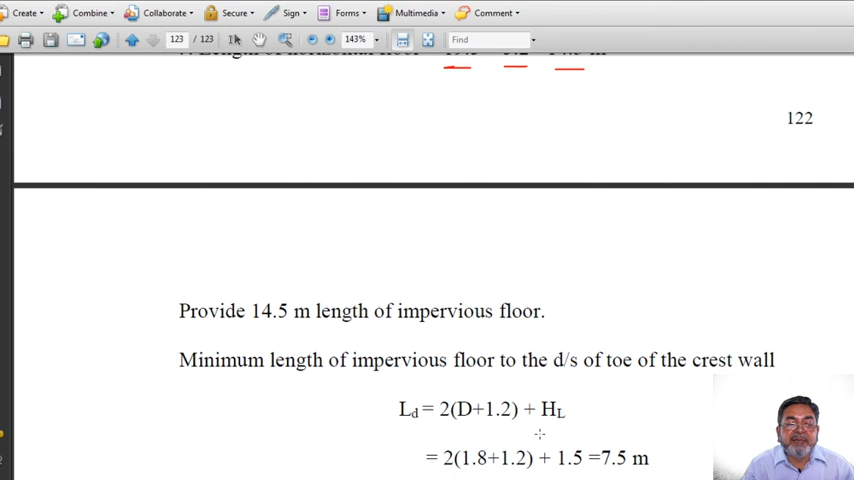 Create Combine Collaborate Secure Sign Forms Multimedia Comment
123 / 123 143% Find
122
Provide 14.5 m length of impervious floor.
Minimum length of impervious floor to the d/s of toe of the crest wall
Ld = 2(D+1.2) + HL
= 2(1.8+1.2) + 1.5 =7.5 m